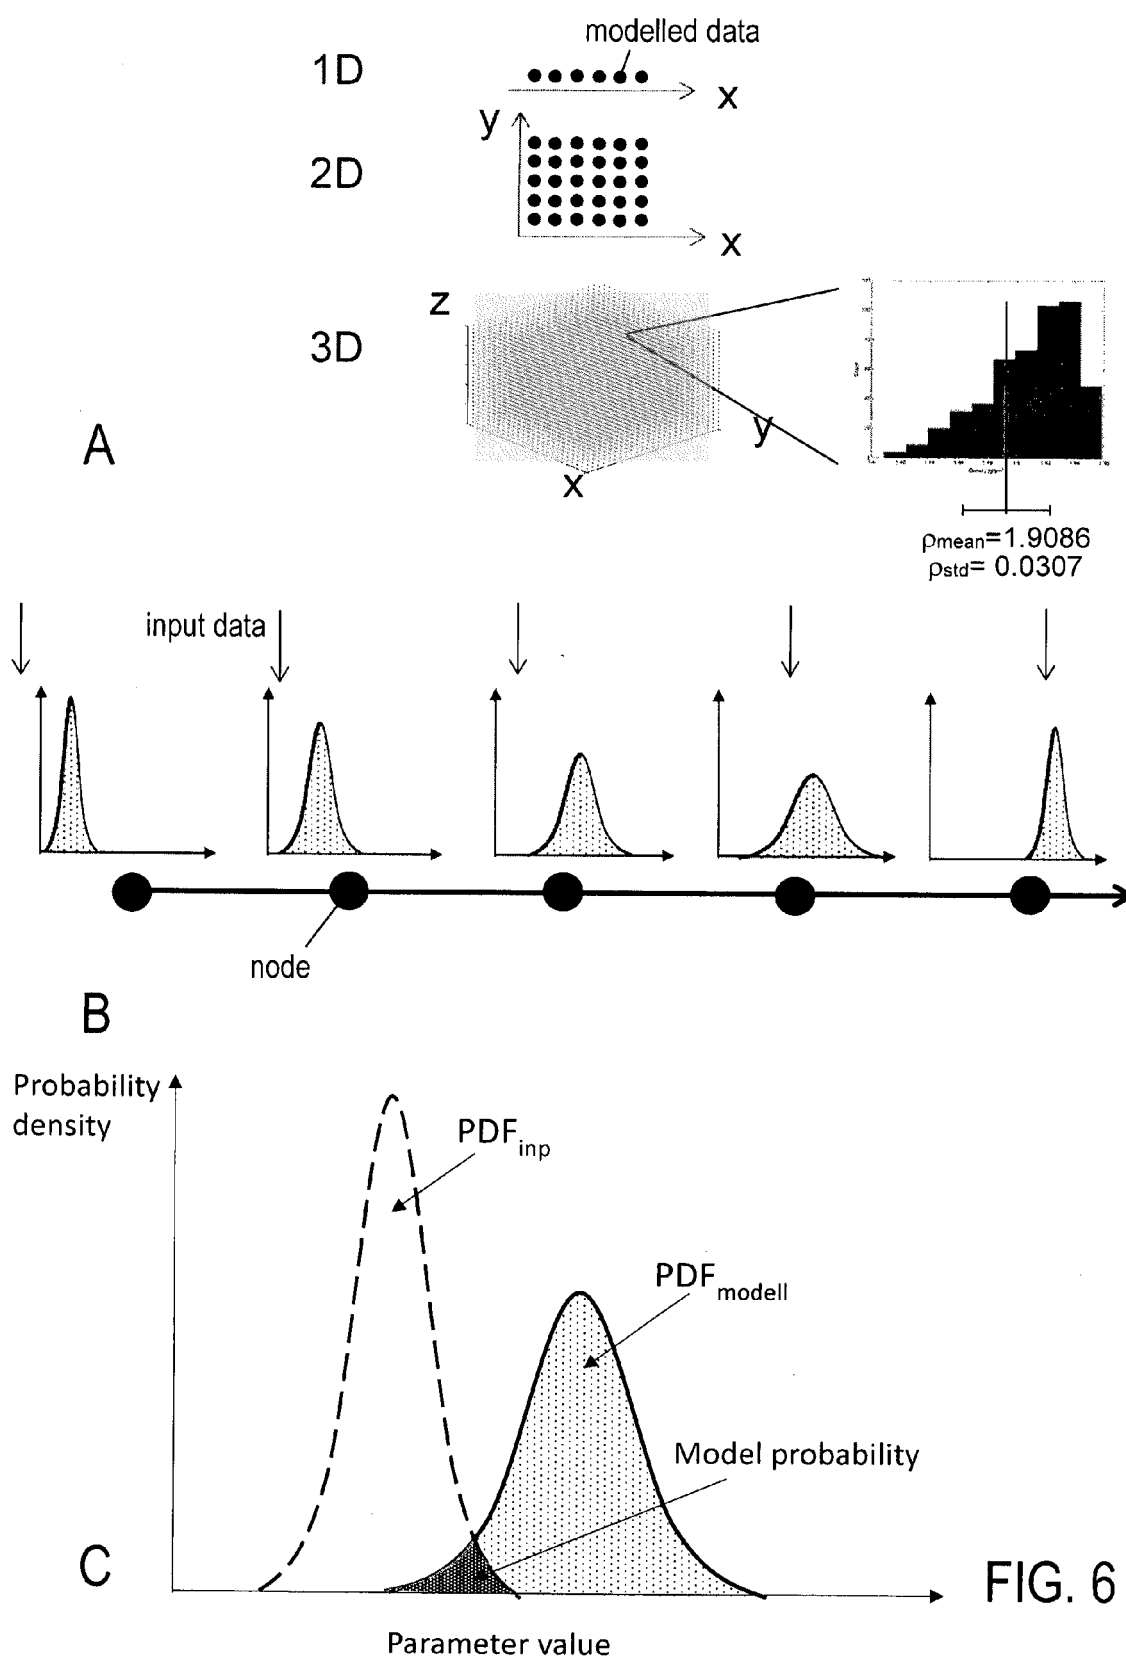 modelled data
1D
x
y
2D
x
z
3D
y
x
A
ρmean=1.9086
ρstd= 0.0307
input data
node
B
Probability
density
PDFinp
PDFmodell
Model probability
C
FIG. 6
Parameter value